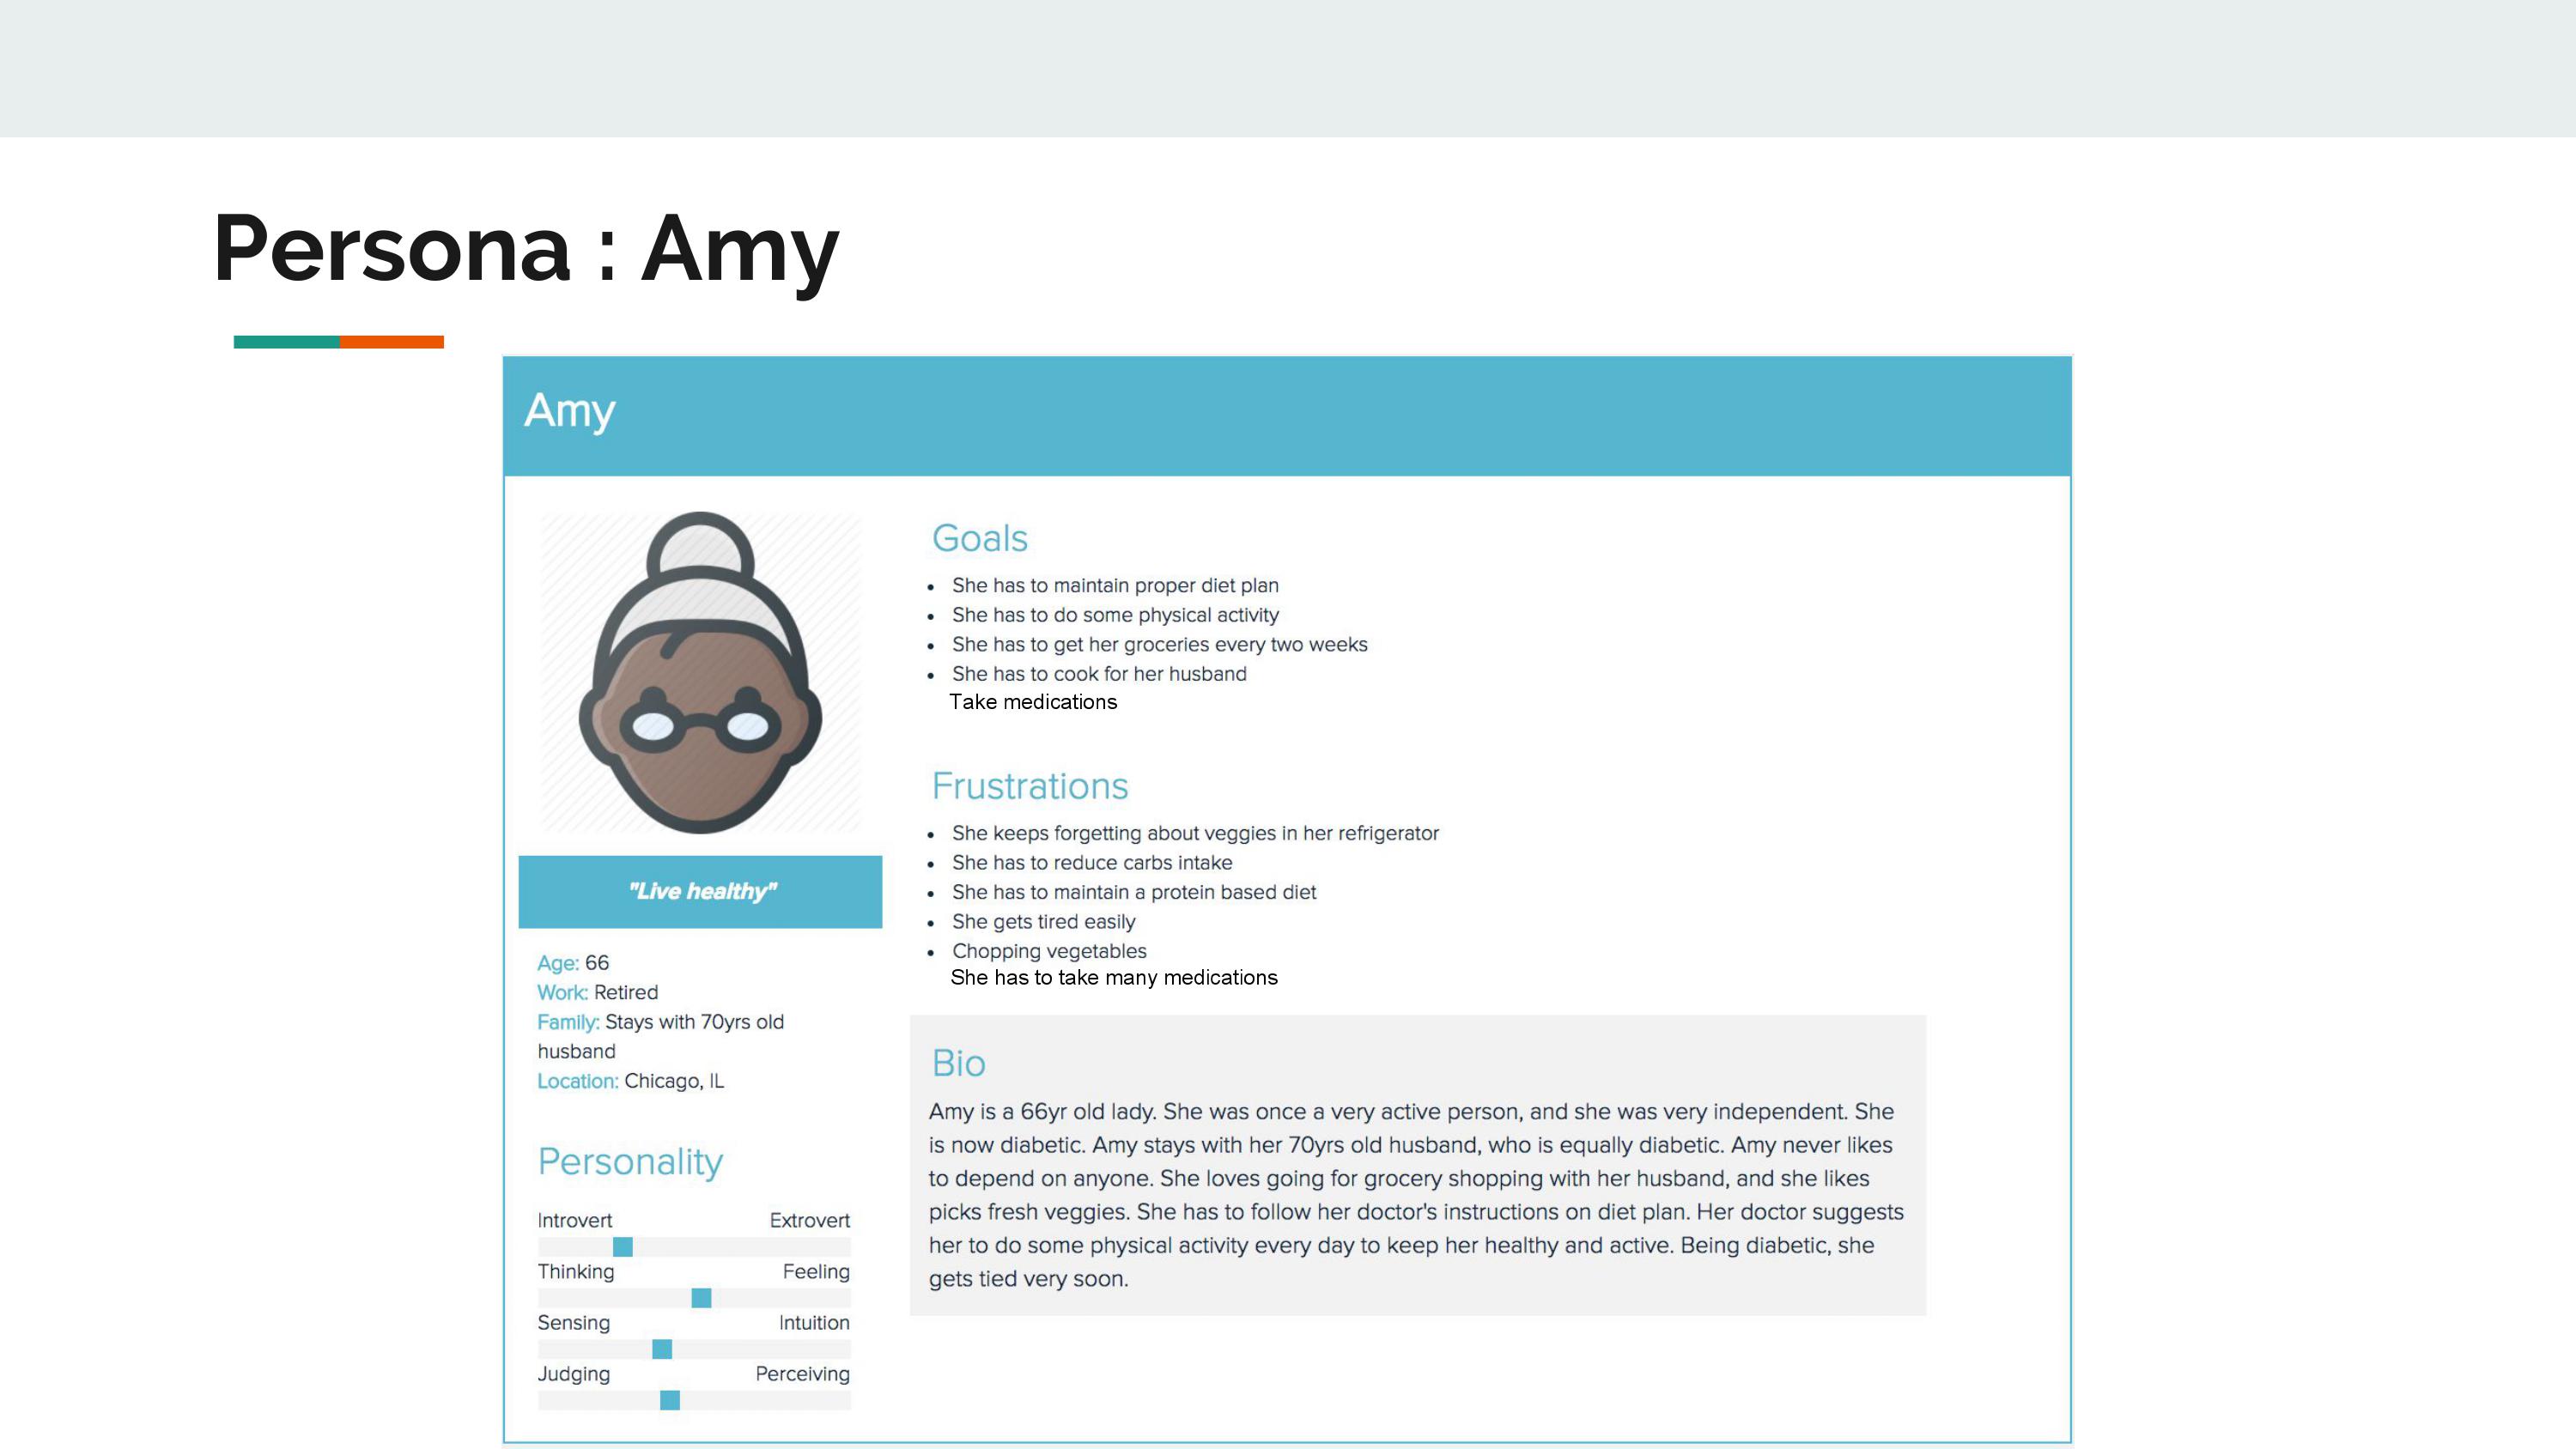 Persona : Amy
Amy
"Live healthy"
Age: 66
Work: Retired
Family: Stays with 70yrs old
husband
Location: Chicago, IL
Personality
Introvert Extrovert
Thinking Feeling
Sensing Intuition
Judging Perceiving
Goals
• She has to maintain proper diet plan
• She has to do some physical activity
• She has to get her groceries every two weeks
• She has to cook for her husband
Take medications
Frustrations
• She keeps forgetting about veggies in her refrigerator
• She has to reduce carbs intake
• She has to maintain a protein based diet
• She gets tired easily
• Chopping vegetables
She has to take many medications
Bio
Amy is a 66yr old lady. She was once a very active person, and she was very independent. She
is now diabetic. Amy stays with her 70yrs old husband, who is equally diabetic. Amy never likes
to depend on anyone. She loves going for grocery shopping with her husband, and she likes
picks fresh veggies. She has to follow her doctor's instructions on diet plan. Her doctor suggests
her to do some physical activity every day to keep her healthy and active. Being diabetic, she
gets tied very soon.